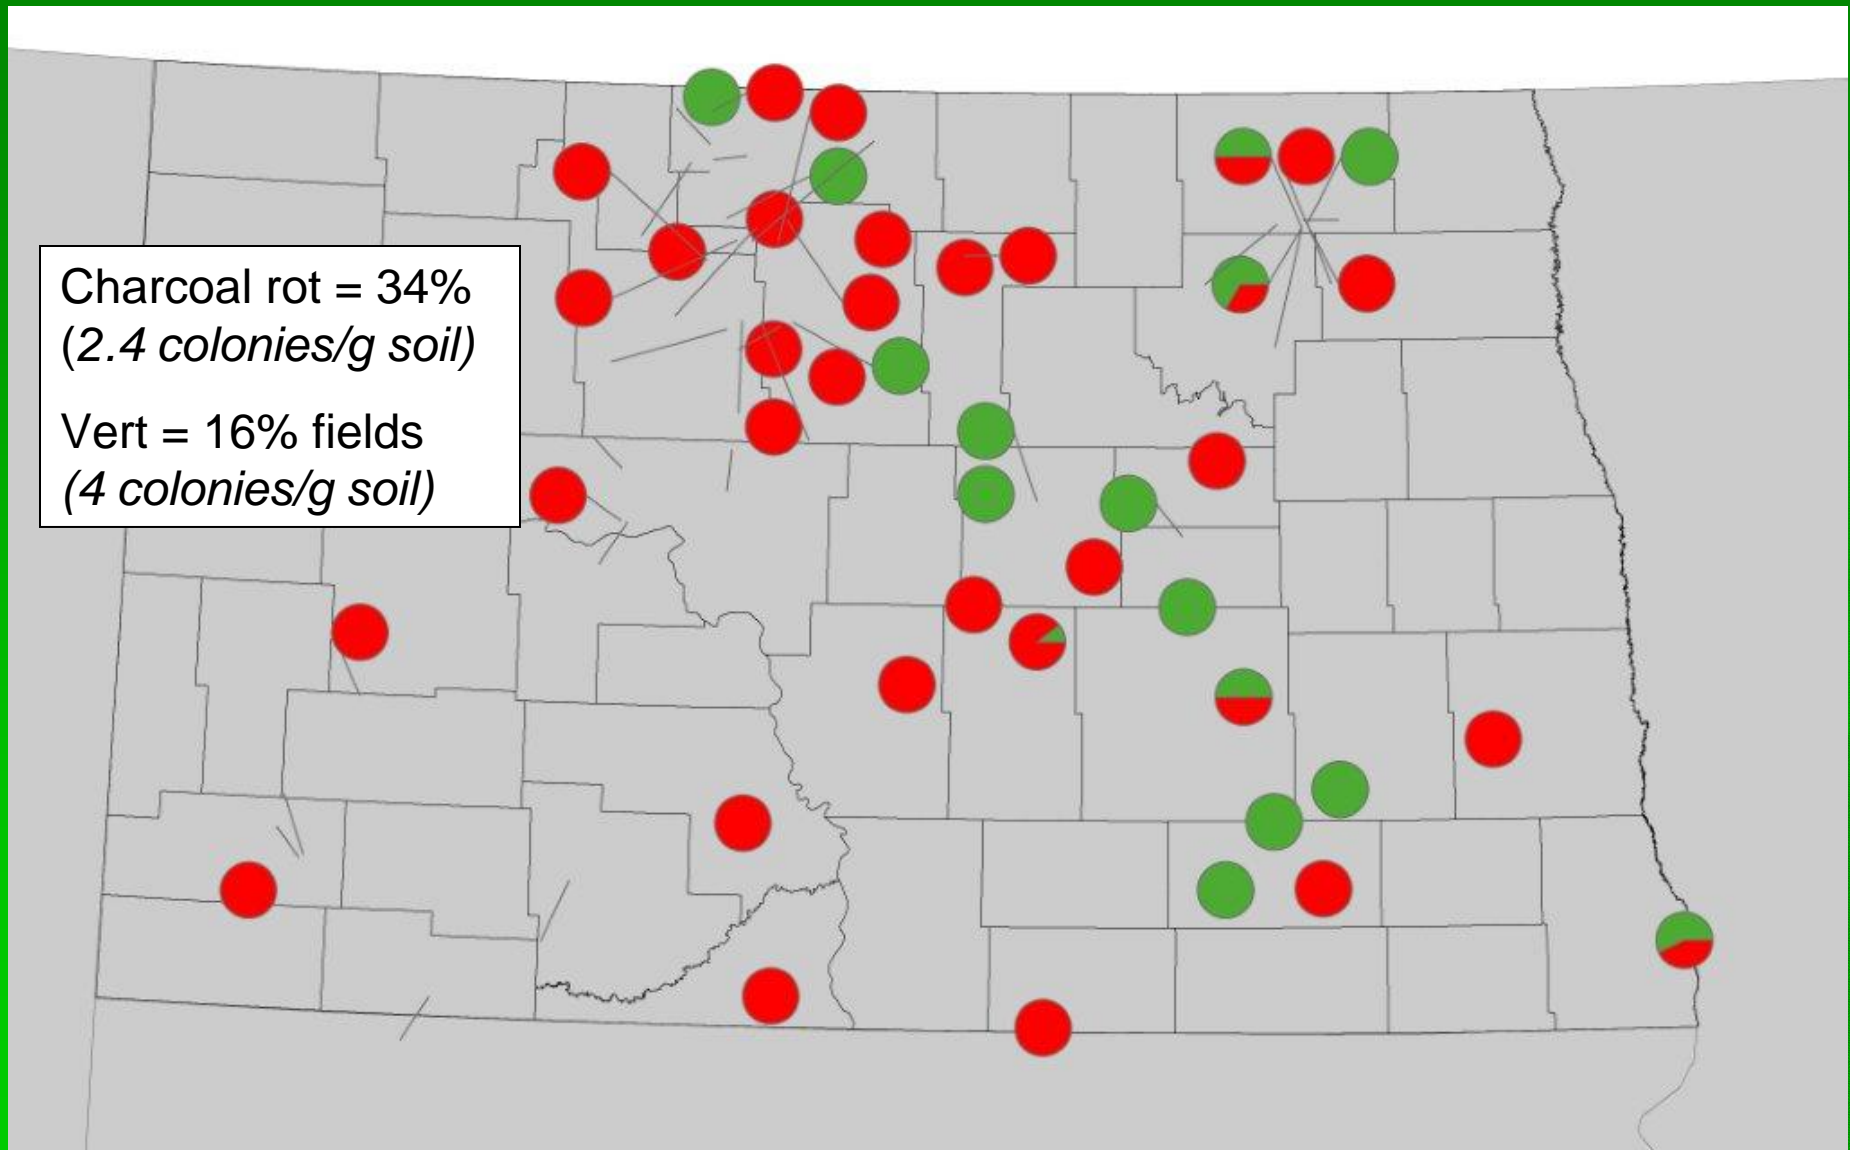 Charcoal rot = 34%
(2.4 colonies/g soil)
Vert = 16% fields
(4 colonies/g soil)